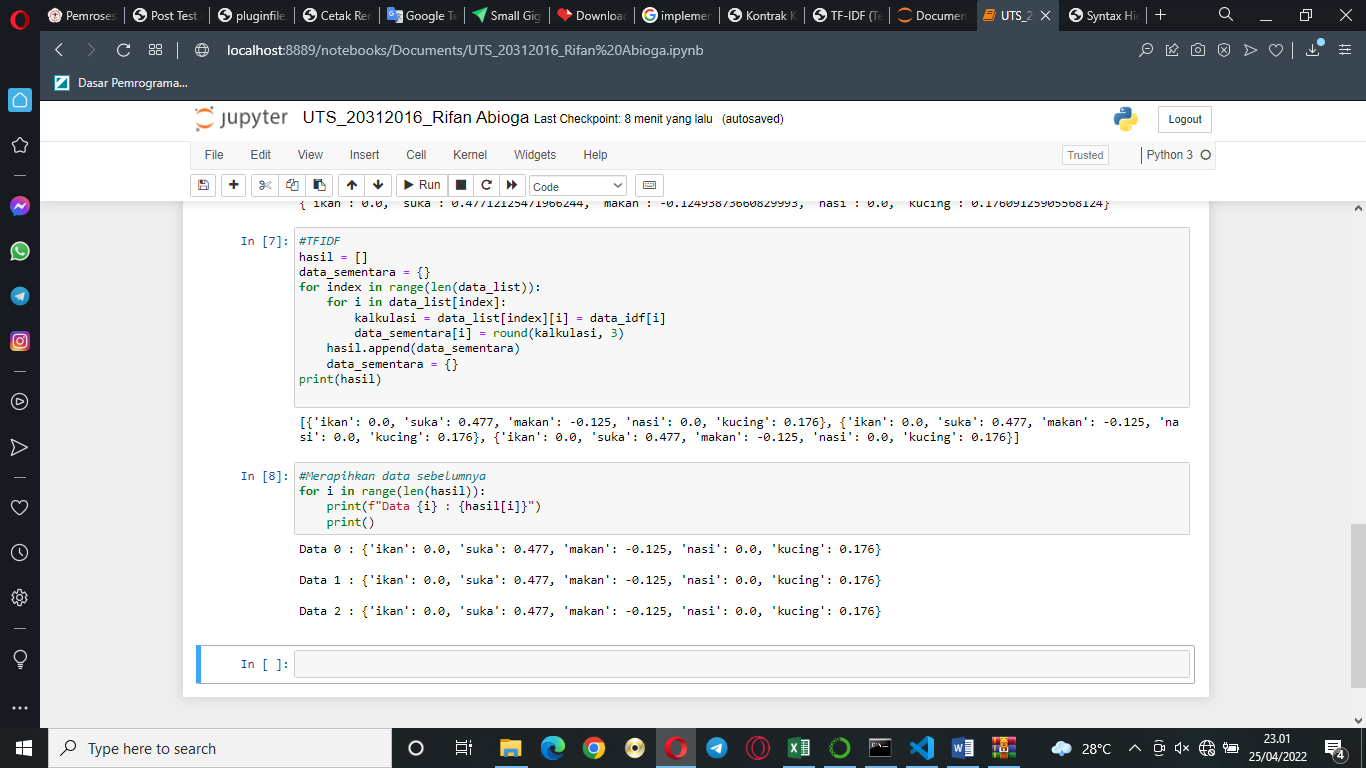 Pemroses
Post Test
pluginfile.
Cetak Rer
Google Te
Small Gig
Downloac
implemer
Kontrak K
TF-IDF (Te
Documen
UTS_2
Syntax Hi
localhost:8889/notebooks/Documents/UTS_20312016_Rifan%20Abioga.ipynb
Dasar Pemrograma...
jupyter UTS_20312016_Rifan Abioga Last Checkpoint: 8 menit yang lalu (autosaved)
Logout
File Edit View Insert Cell Kernel Widgets Help
Trusted
Python 3
Run
Code
{'ikan': 0.0, 'suka': 0.47712125471966244, 'makan': -0.12493873660829993, 'nasi': 0.0, 'kucing': 0.17609125905568124}
In [7]:
#TFIDF
hasil = []
data_sementara = {}
for index in range(len(data_list)):
    for i in data_list[index]:
        kalkulasi = data_list[index][i] = data_idf[i]
        data_sementara[i] = round(kalkulasi, 3)
    hasil.append(data_sementara)
    data_sementara = {}
print(hasil)
[{'ikan': 0.0, 'suka': 0.477, 'makan': -0.125, 'nasi': 0.0, 'kucing': 0.176}, {'ikan': 0.0, 'suka': 0.477, 'makan': -0.125, 'na
si': 0.0, 'kucing': 0.176}, {'ikan': 0.0, 'suka': 0.477, 'makan': -0.125, 'nasi': 0.0, 'kucing': 0.176}]
In [8]:
#Merapihkan data sebelumnya
for i in range(len(hasil)):
    print(f"Data {i} : {hasil[i]}")
    print()
Data 0 : {'ikan': 0.0, 'suka': 0.477, 'makan': -0.125, 'nasi': 0.0, 'kucing': 0.176}
Data 1 : {'ikan': 0.0, 'suka': 0.477, 'makan': -0.125, 'nasi': 0.0, 'kucing': 0.176}
Data 2 : {'ikan': 0.0, 'suka': 0.477, 'makan': -0.125, 'nasi': 0.0, 'kucing': 0.176}
In [ ]:
Type here to search
28°C
23.01
25/04/2022
4